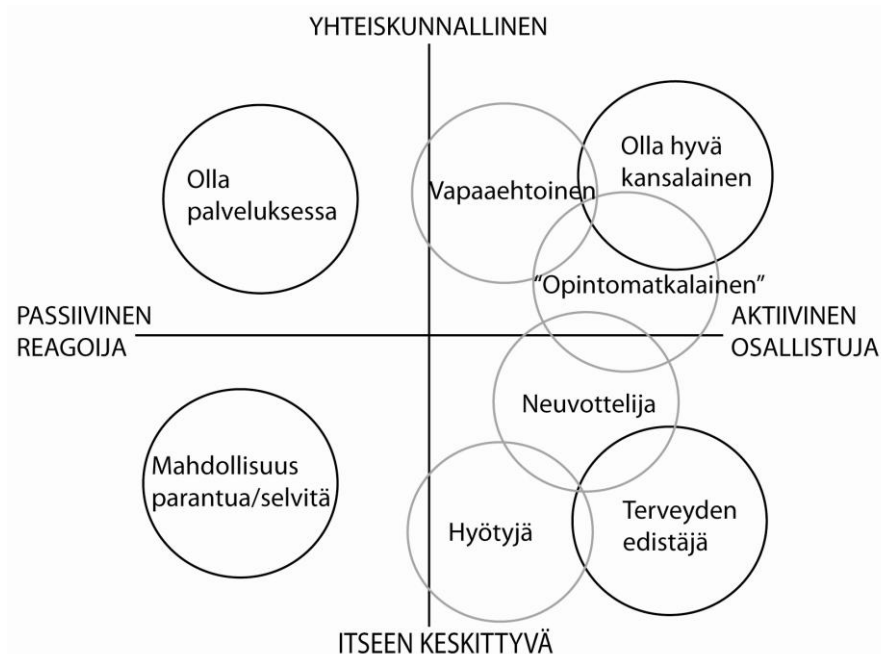 YHTEISKUNNALLINEN
Olla
palveluksessa
Vapaaehtoinen
Olla hyvä
kansalainen
“Opintomatkalainen”
PASSIIVINEN
REAGOIJA
AKTIIVINEN
OSALLISTUJA
Neuvottelija
Mahdollisuus
parantua/selvitä
Hyötyjä
Terveyden
edistäjä
ITSEEN KESKITTYVÄ